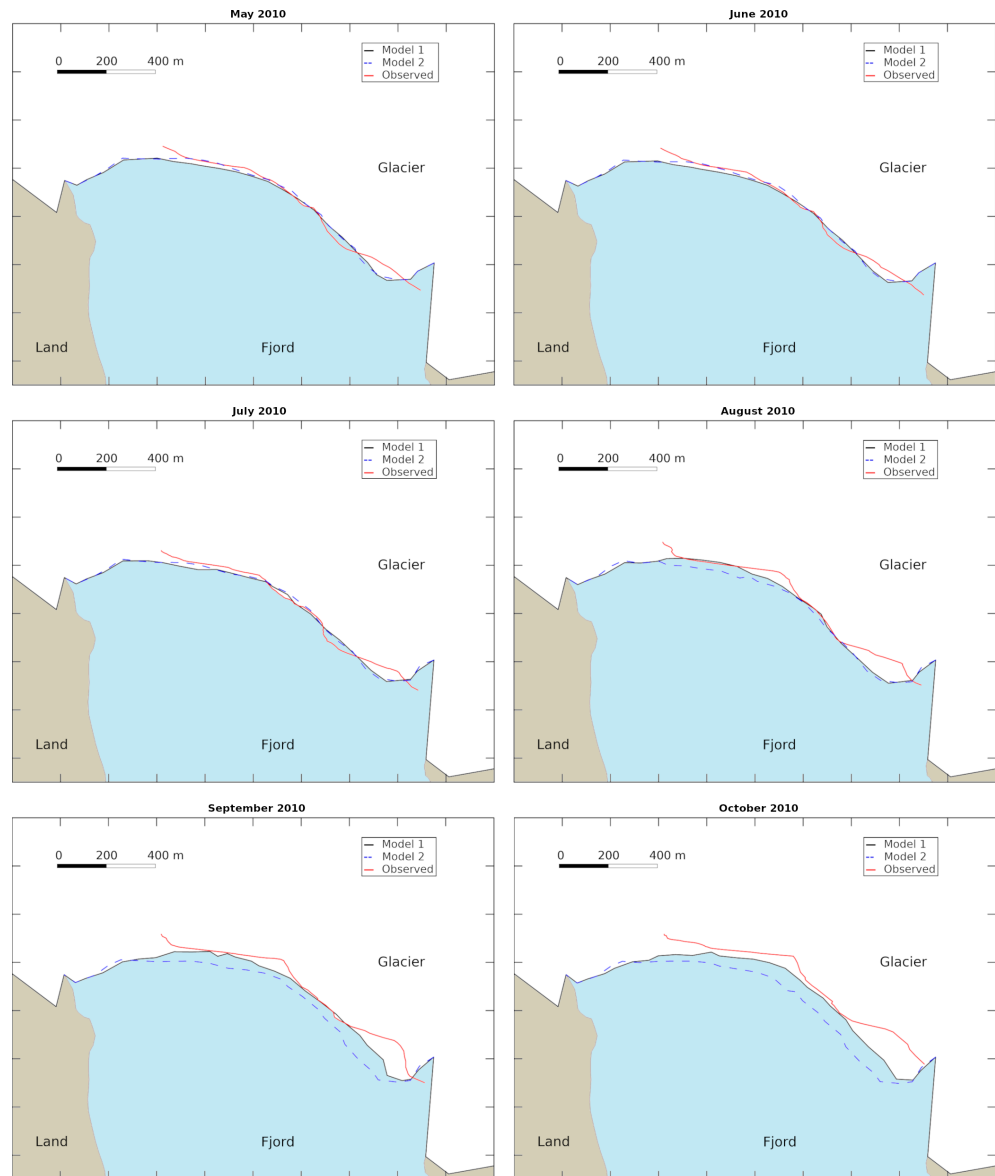 May 2010
0 200 400 m
Model 1
Model 2
Observed
Glacier
Land
Fjord
June 2010
0 200 400 m
Model 1
Model 2
Observed
Glacier
Land
Fjord
July 2010
0 200 400 m
Model 1
Model 2
Observed
Glacier
Land
Fjord
August 2010
0 200 400 m
Model 1
Model 2
Observed
Glacier
Land
Fjord
September 2010
0 200 400 m
Model 1
Model 2
Observed
Glacier
Land
Fjord
October 2010
0 200 400 m
Model 1
Model 2
Observed
Glacier
Land
Fjord